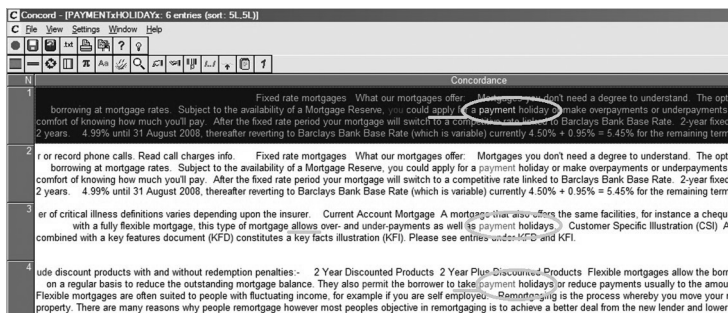 Concord - [PAYMENTxHOLIDAYx: 6 entries (sort: 5L,5L)]
File View Settings Window Help
N Concordance
1 Fixed rate mortgages What our mortgages offer: Mortgages you don't need a degree to understand. The opt
borrowing at mortgage rates. Subject to the availability of a Mortgage Reserve, you could apply for a payment holiday or make overpayments or underpayments
comfort of knowing how much you'll pay. After the fixed rate period your mortgage will switch to a competitive rate linked to Barclays Bank Base Rate. 2-year fixed
2 years. 4.99% until 31 August 2008, thereafter reverting to Barclays Bank Base Rate (which is variable) currently 4.50% + 0.95% = 5.45% for the remaining term
2 r or record phone calls. Read call charges info. Fixed rate mortgages What our mortgages offer: Mortgages you don't need a degree to understand. The opt
borrowing at mortgage rates. Subject to the availability of a Mortgage Reserve, you could apply for a payment holiday or make overpayments or underpayments
comfort of knowing how much you'll pay. After the fixed rate period your mortgage will switch to a competitive rate linked to Barclays Bank Base Rate. 2-year fixed
2 years. 4.99% until 31 August 2008, thereafter reverting to Barclays Bank Base Rate (which is variable) currently 4.50% + 0.95% = 5.45% for the remaining term
3 er of critical illness definitions varies depending upon the insurer. Current Account Mortgage A mortgage that also offers the same facilities, for instance a chequ
with a fully flexible mortgage, this type of mortgage allows over- and under-payments as well as payment holidays. Customer Specific Illustration (CSI) A
combined with a key features document (KFD) constitutes a key facts illustration (KFI). Please see entries under KFD and KFI.
4 ude discount products with and without redemption penalties:- 2 Year Discounted Products 2 Year Plus Discounted Products Flexible mortgages allow the borr
on a regular basis to reduce the outstanding mortgage balance. They also permit the borrower to take payment holidays or reduce payments usually to the amou
Flexible mortgages are often suited to people with fluctuating income, for example if you are self employed. Remortgaging is the process whereby you move your m
property. There are many reasons why people remortgage however most peoples objective in remortgaging is to achieve a better deal from the new lender and lower